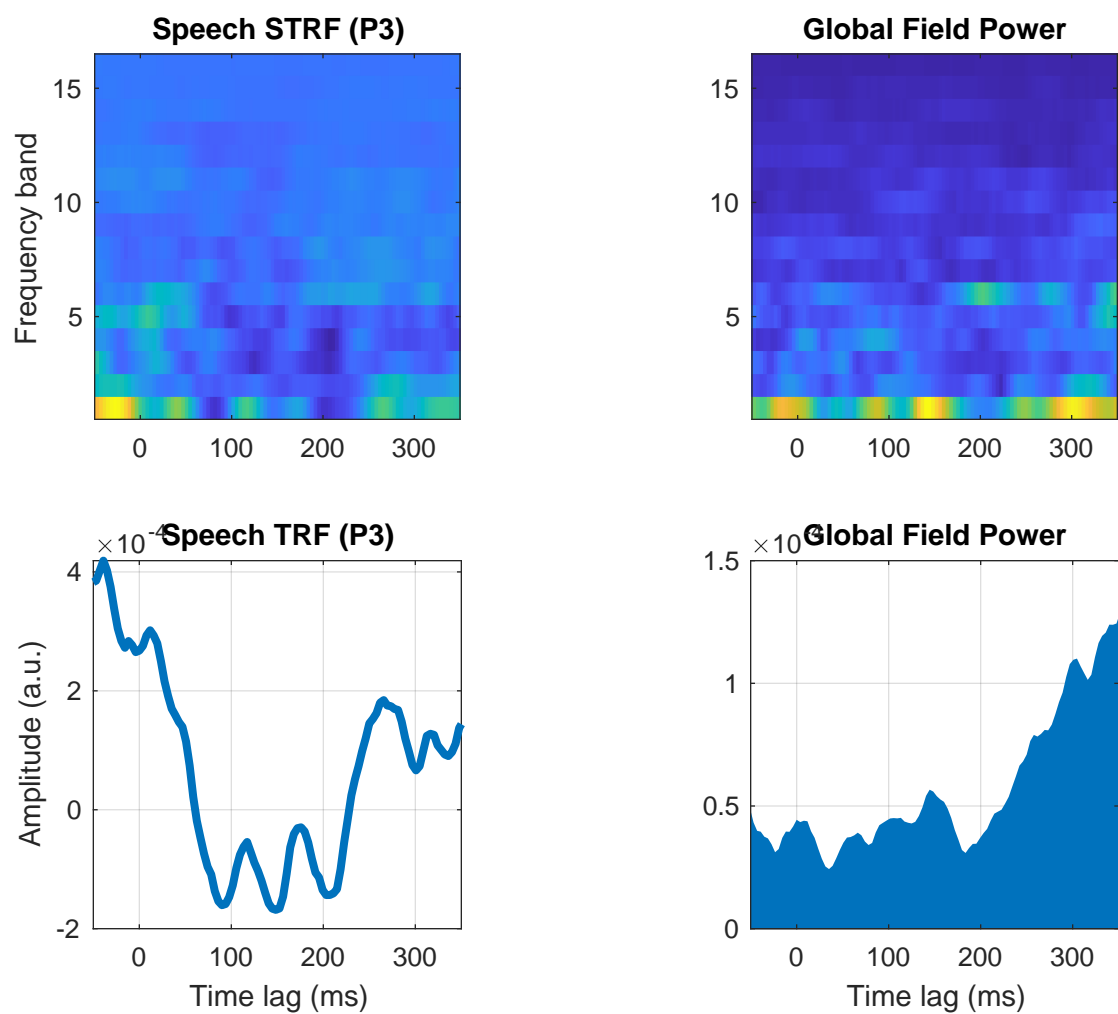 Speech STRF (P3)
Frequency band
15
10
5
0 100 200 300
Global Field Power
15
10
5
0 100 200 300
Speech TRF (P3)
×10⁻⁴
Amplitude (a.u.)
4
2
0
-2
0 100 200 300
Time lag (ms)
Global Field Power
×10⁻⁴
1.5
1
0.5
0
0 100 200 300
Time lag (ms)